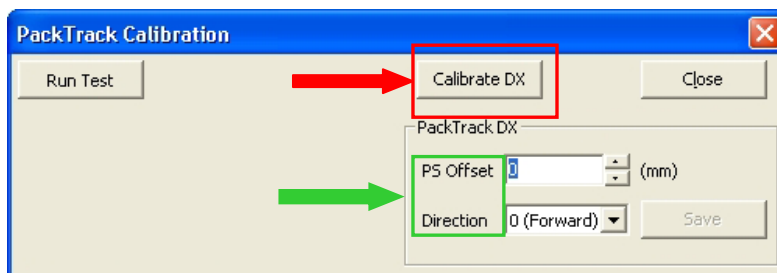 PackTrack Calibration
Run Test
Calibrate DX
Close
PackTrack DX
PS Offset 0 (mm)
Direction 0 (Forward) Save